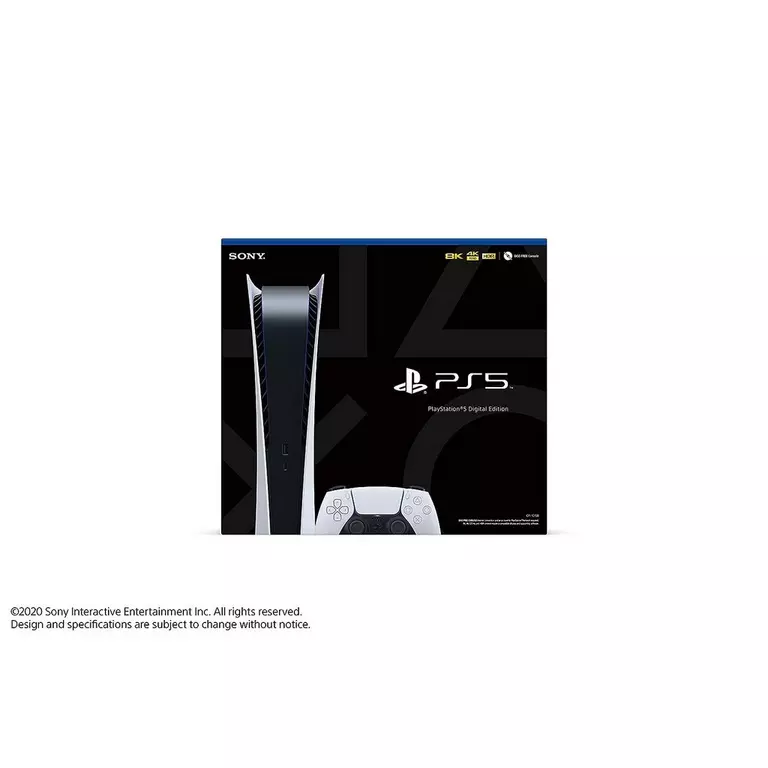 SONY
8K 4K HDR
PS5
PlayStation®5 Digital Edition
©2020 Sony Interactive Entertainment Inc. All rights reserved.
Design and specifications are subject to change without notice.